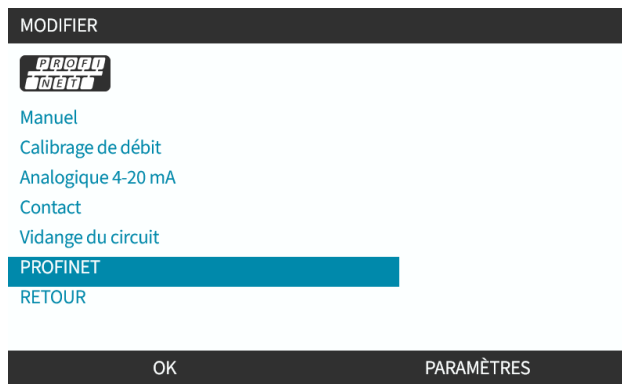 MODIFIER
PROFI
NET
Manuel
Calibrage de débit
Analogique 4-20 mA
Contact
Vidange du circuit
PROFINET
RETOUR
OK PARAMÈTRES